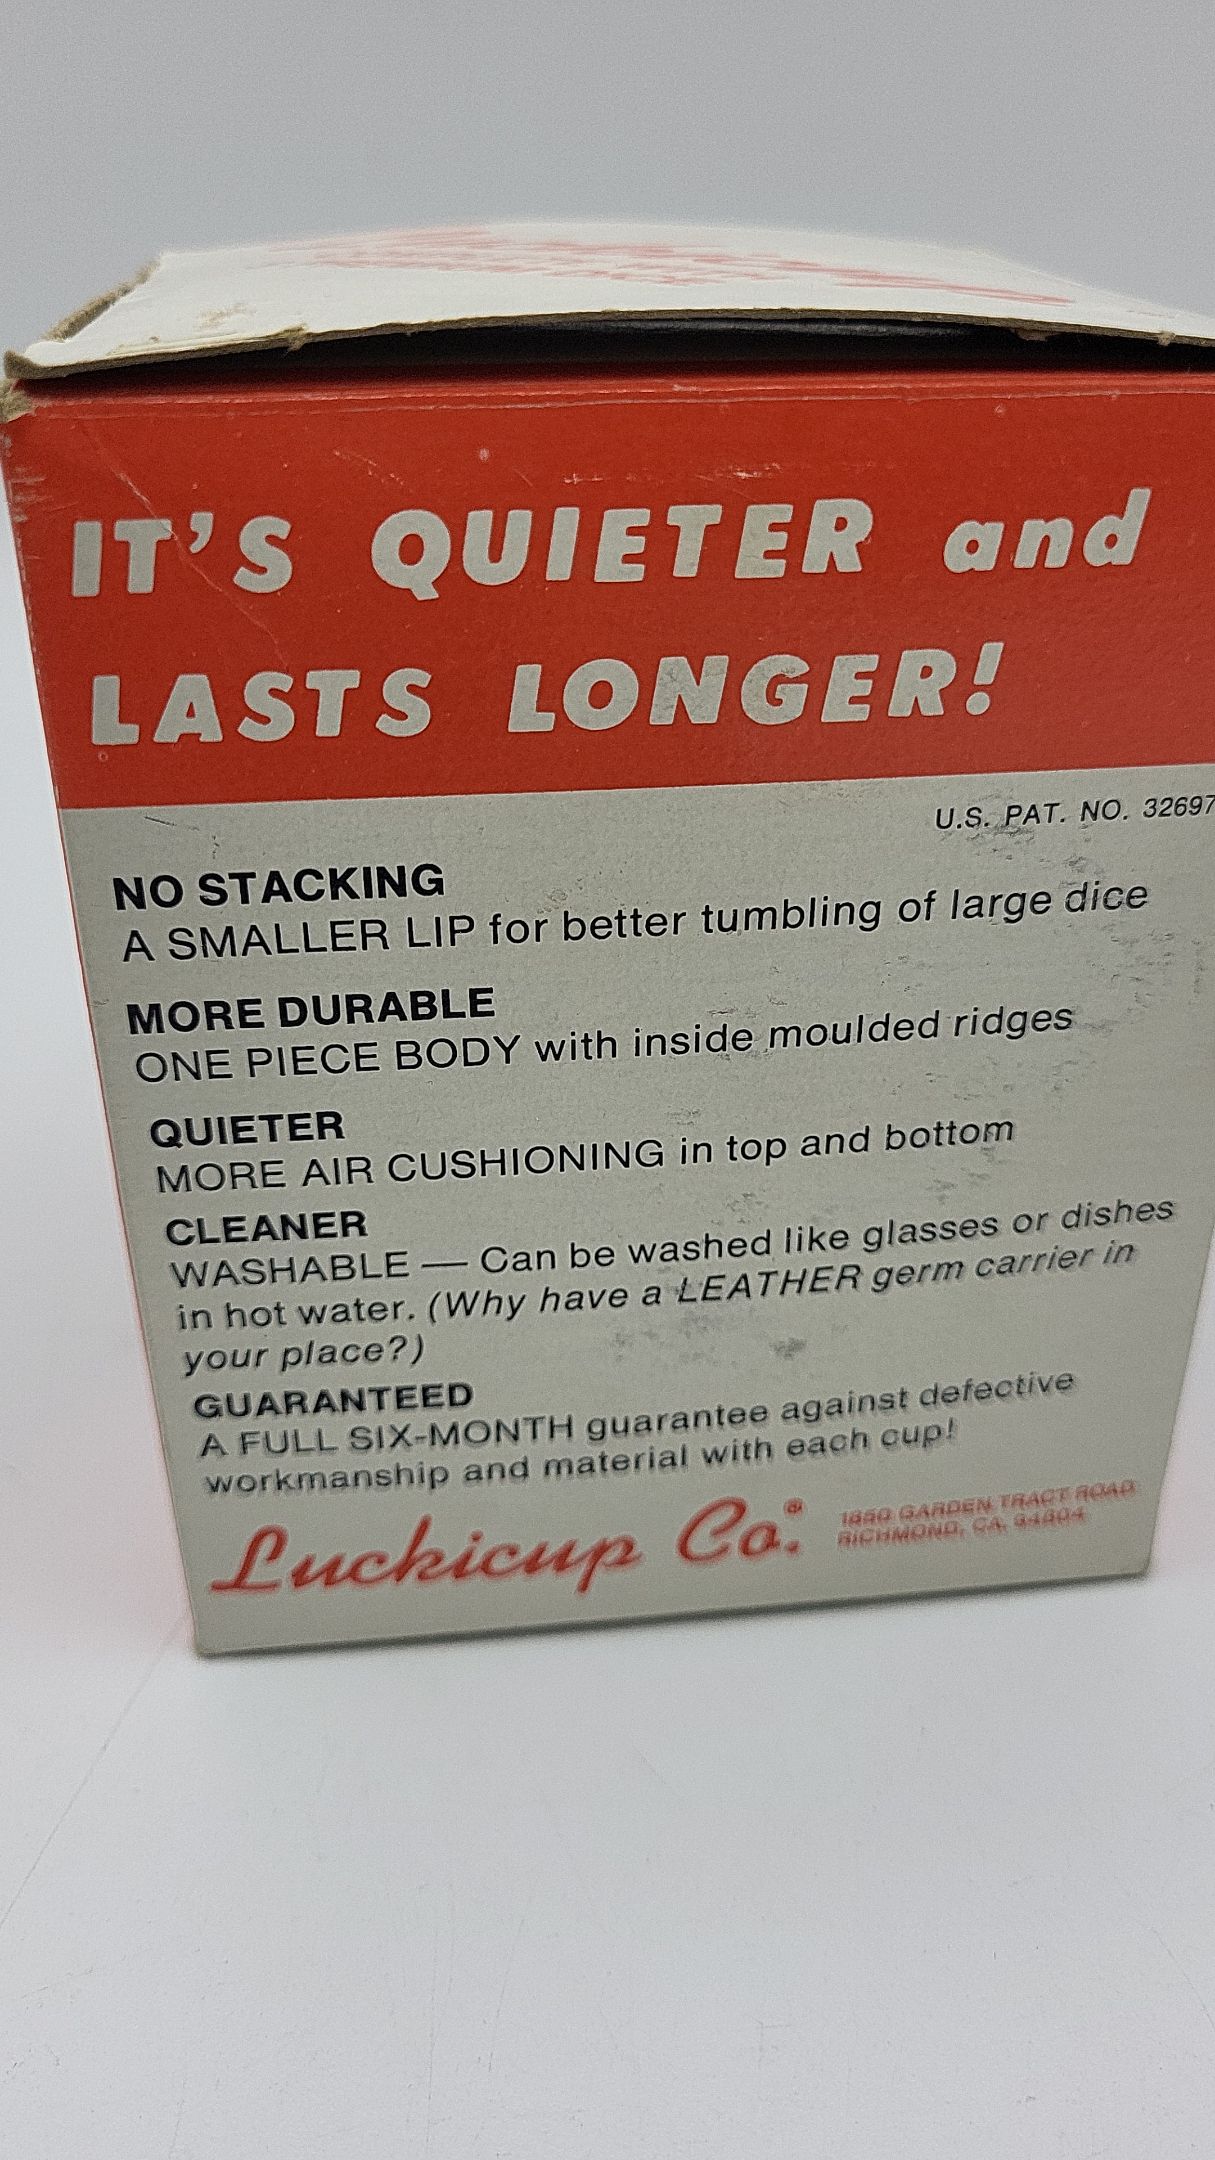 IT'S QUIETER and
LASTS LONGER!
U.S. PAT. NO. 32697
NO STACKING
A SMALLER LIP for better tumbling of large dice
MORE DURABLE
ONE PIECE BODY with inside moulded ridges
QUIETER
MORE AIR CUSHIONING in top and bottom
CLEANER
WASHABLE — Can be washed like glasses or dishes
in hot water. (Why have a LEATHER germ carrier in
your place?)
GUARANTEED
A FULL SIX-MONTH guarantee against defective
workmanship and material with each cup!
Luckicup Co.®
GARDEN TRACT ROAD
RICHMOND, CA. 94804